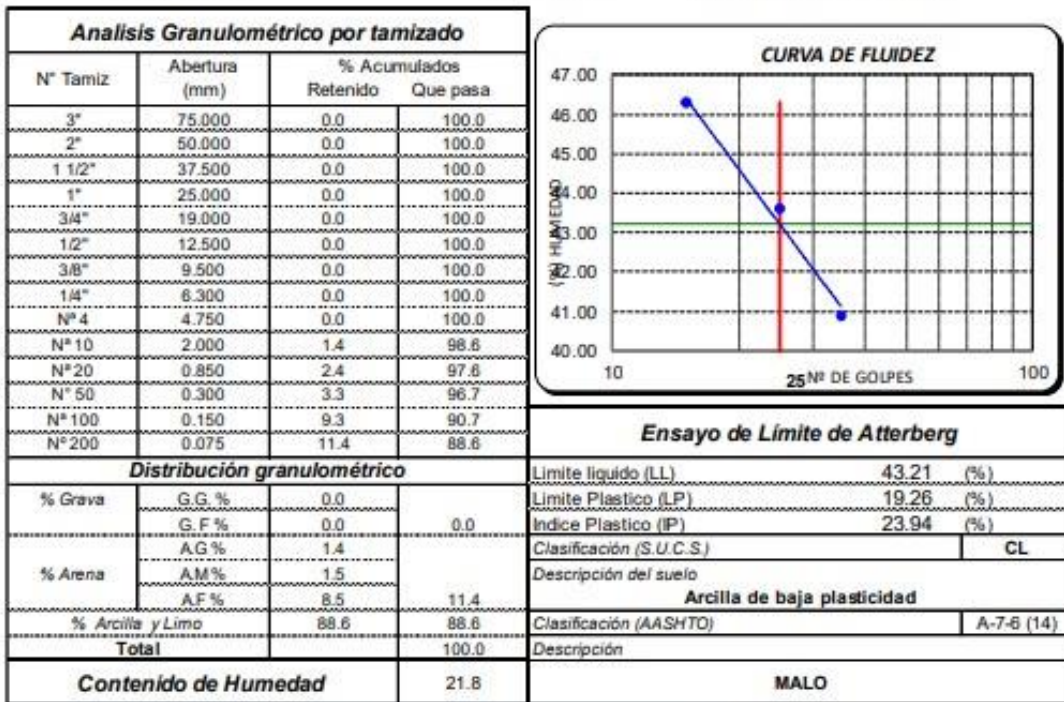 Analisis Granulométrico por tamizado
N° Tamiz Abertura (mm) % Acumulados
Retenido Que pasa
3" 75.000 0.0 100.0
2" 50.000 0.0 100.0
1 1/2" 37.500 0.0 100.0
1" 25.000 0.0 100.0
3/4" 19.000 0.0 100.0
1/2" 12.500 0.0 100.0
3/8" 9.500 0.0 100.0
1/4" 6.300 0.0 100.0
Nª 4 4.750 0.0 100.0
Nª 10 2.000 1.4 98.6
Nª 20 0.850 2.4 97.6
N° 50 0.300 3.3 96.7
Nª 100 0.150 9.3 90.7
Nº 200 0.075 11.4 88.6
Distribución granulométrico
% Grava G.G. % 0.0
G. F % 0.0 0.0
A.G % 1.4
% Arena A.M % 1.5
A.F % 8.5 11.4
% Arcilla y Limo 88.6 88.6
Total 100.0
Contenido de Humedad 21.8
CURVA DE FLUIDEZ
47.00
46.00
45.00
44.00
43.00
42.00
41.00
40.00
(%) HUMEDAD
10 25 Nº DE GOLPES 100
Ensayo de Límite de Atterberg
Limite liquido (LL) 43.21 (%)
Limite Plastico (LP) 19.26 (%)
Indice Plastico (IP) 23.94 (%)
Clasificación (S.U.C.S.) CL
Descripción del suelo
Arcilla de baja plasticidad
Clasificación (AASHTO) A-7-6 (14)
Descripción
MALO